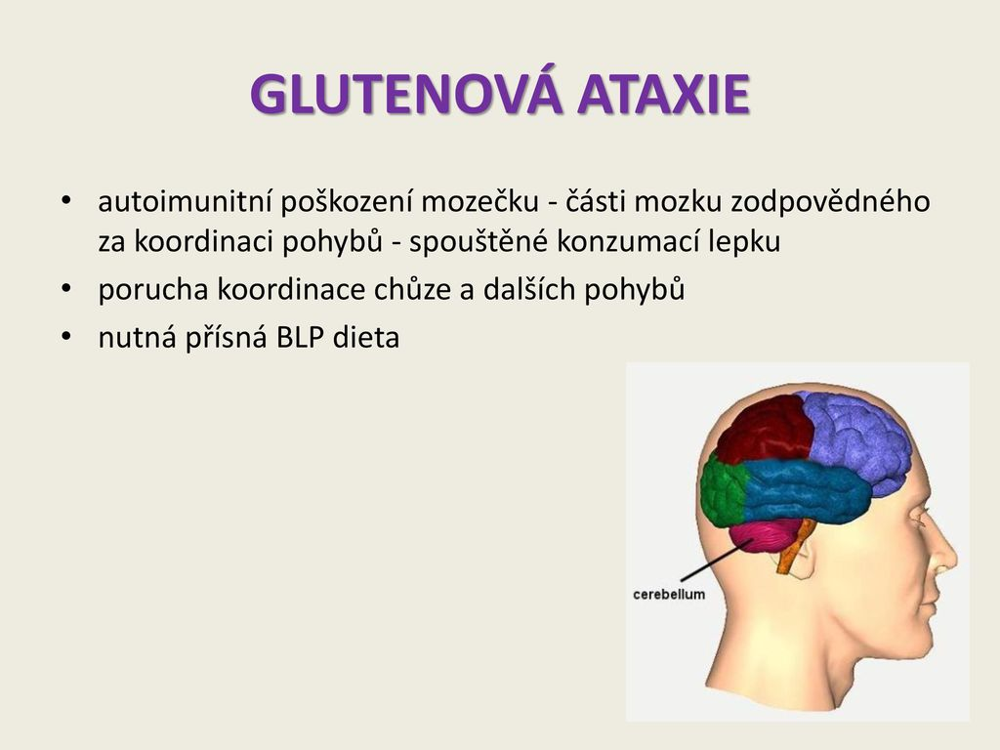 GLUTENOVÁ ATAXIE
• autoimunitní poškození mozečku - části mozku zodpovědného
za koordinaci pohybů - spouštěné konzumací lepku
• porucha koordinace chůze a dalších pohybů
• nutná přísná BLP dieta
cerebellum